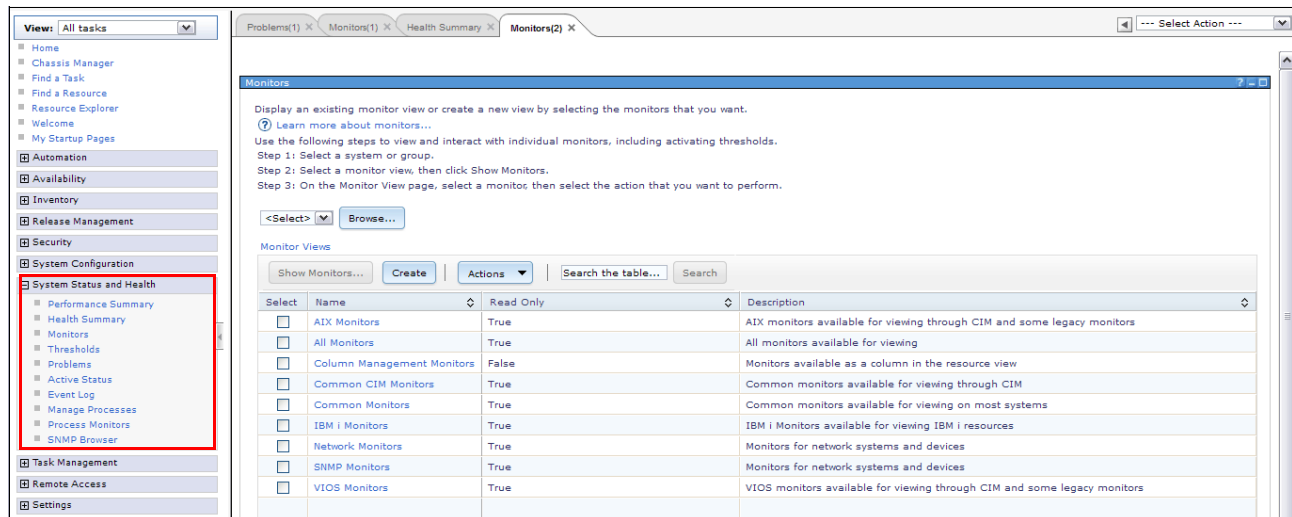 View: All tasks
Home
Chassis Manager
Find a Task
Find a Resource
Resource Explorer
Welcome
My Startup Pages
Automation
Availability
Inventory
Release Management
Security
System Configuration
System Status and Health
Performance Summary
Health Summary
Monitors
Thresholds
Problems
Active Status
Event Log
Manage Processes
Process Monitors
SNMP Browser
Task Management
Remote Access
Settings
Problems(1) Monitors(1) Health Summary Monitors(2)
--- Select Action ---
Monitors
Display an existing monitor view or create a new view by selecting the monitors that you want.
Learn more about monitors...
Use the following steps to view and interact with individual monitors, including activating thresholds.
Step 1: Select a system or group.
Step 2: Select a monitor view, then click Show Monitors.
Step 3: On the Monitor View page, select a monitor, then select the action that you want to perform.
<Select> Browse...
Monitor Views
Show Monitors... Create Actions Search the table... Search
Select Name Read Only Description
AIX Monitors True AIX monitors available for viewing through CIM and some legacy monitors
All Monitors True All monitors available for viewing
Column Management Monitors False Monitors available as a column in the resource view
Common CIM Monitors True Common monitors available for viewing through CIM
Common Monitors True Common monitors available for viewing on most systems
IBM i Monitors True IBM i Monitors available for viewing IBM i resources
Network Monitors True Monitors for network systems and devices
SNMP Monitors True Monitors for network systems and devices
VIOS Monitors True VIOS monitors available for viewing through CIM and some legacy monitors